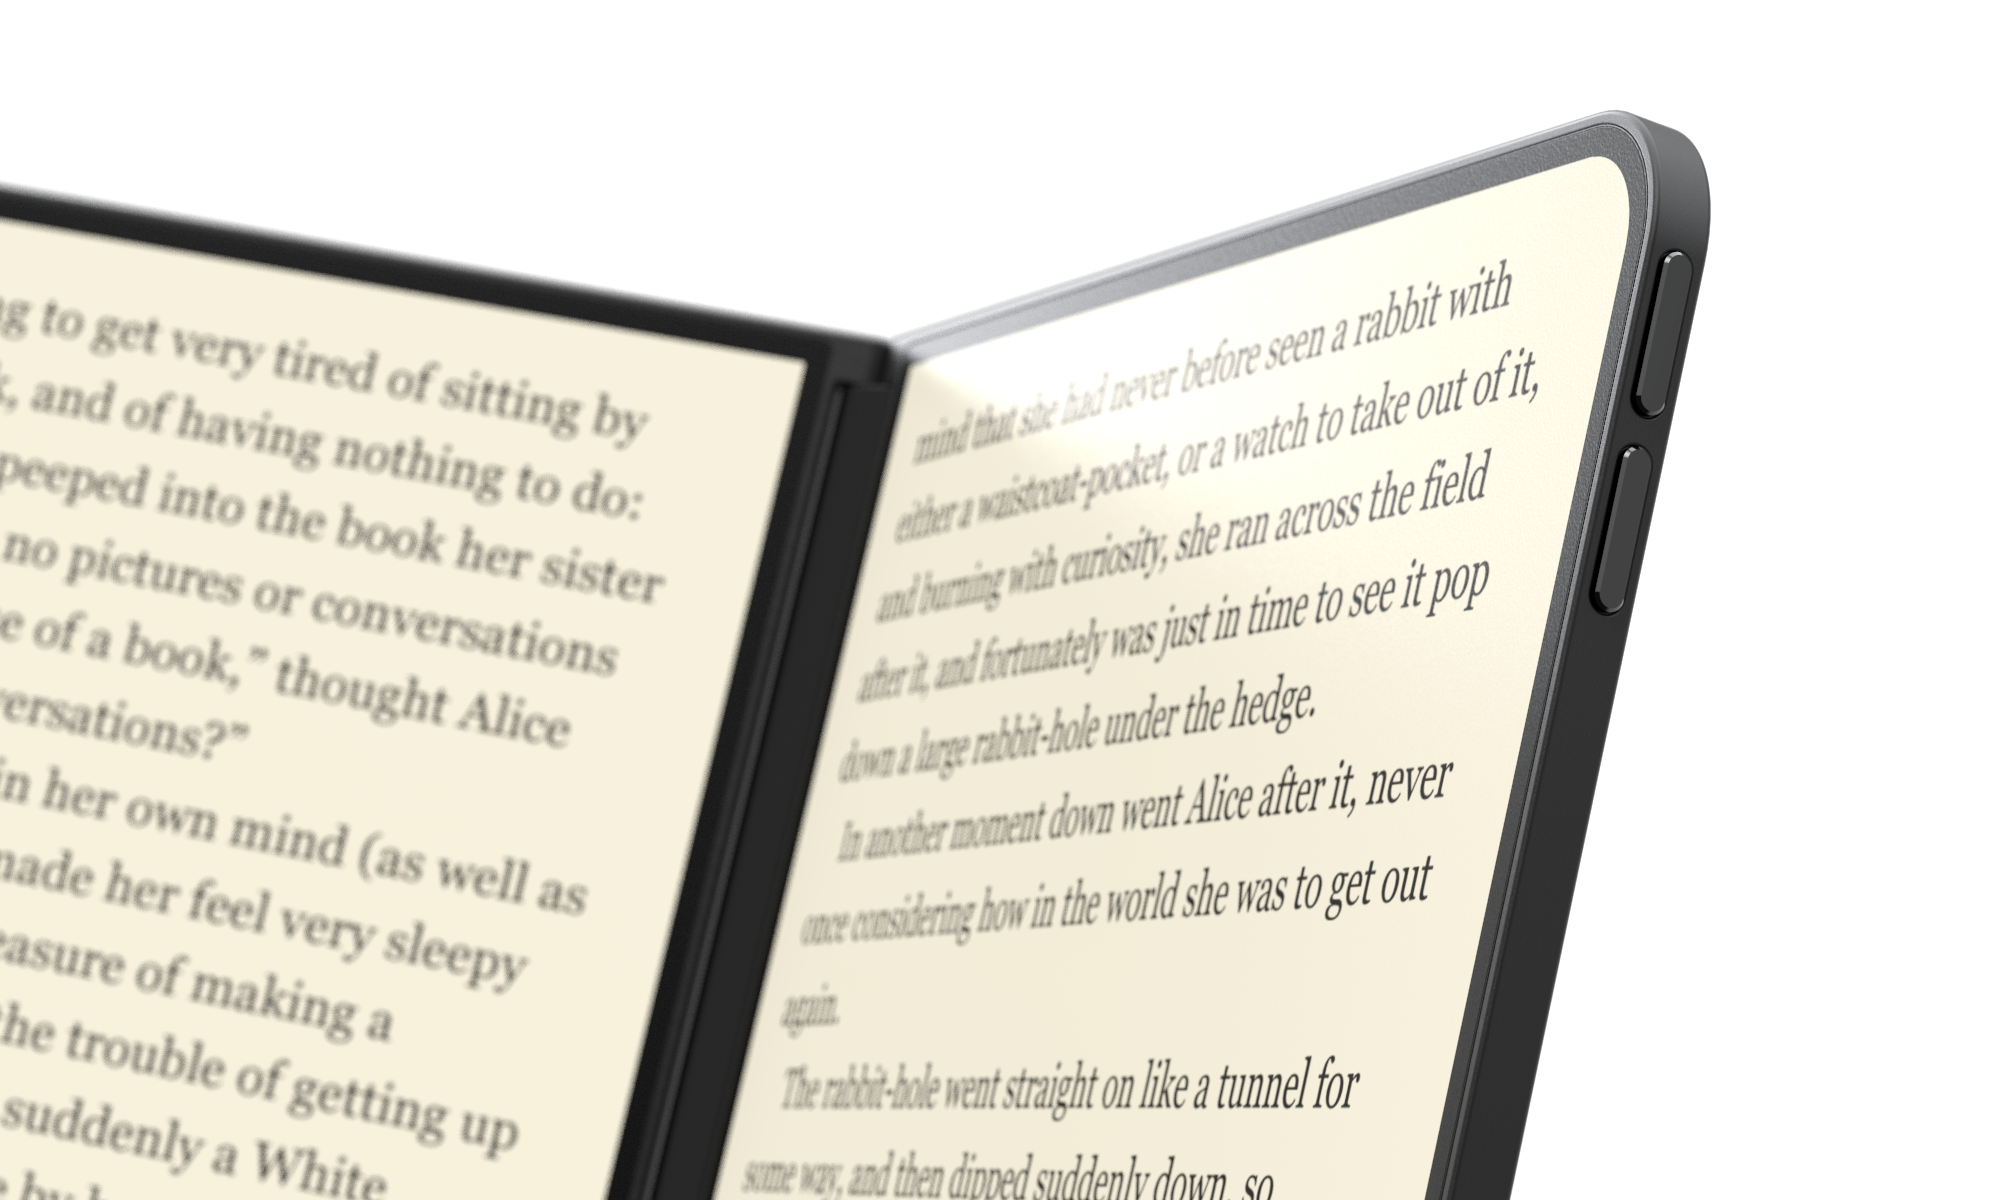 ng to get very tired of sitting by
k, and of having nothing to do:
peeped into the book her sister
no pictures or conversations
e of a book,” thought Alice
versations?”
in her own mind (as well as
made her feel very sleepy
easure of making a
the trouble of getting up
suddenly a White
mind that she had never before seen a rabbit with
either a waistcoat-pocket, or a watch to take out of it,
and burning with curiosity, she ran across the field
after it, and fortunately was just in time to see it pop
down a large rabbit-hole under the hedge.
In another moment down went Alice after it, never
once considering how in the world she was to get out
again.
The rabbit-hole went straight on like a tunnel for
some way, and then dipped suddenly down, so